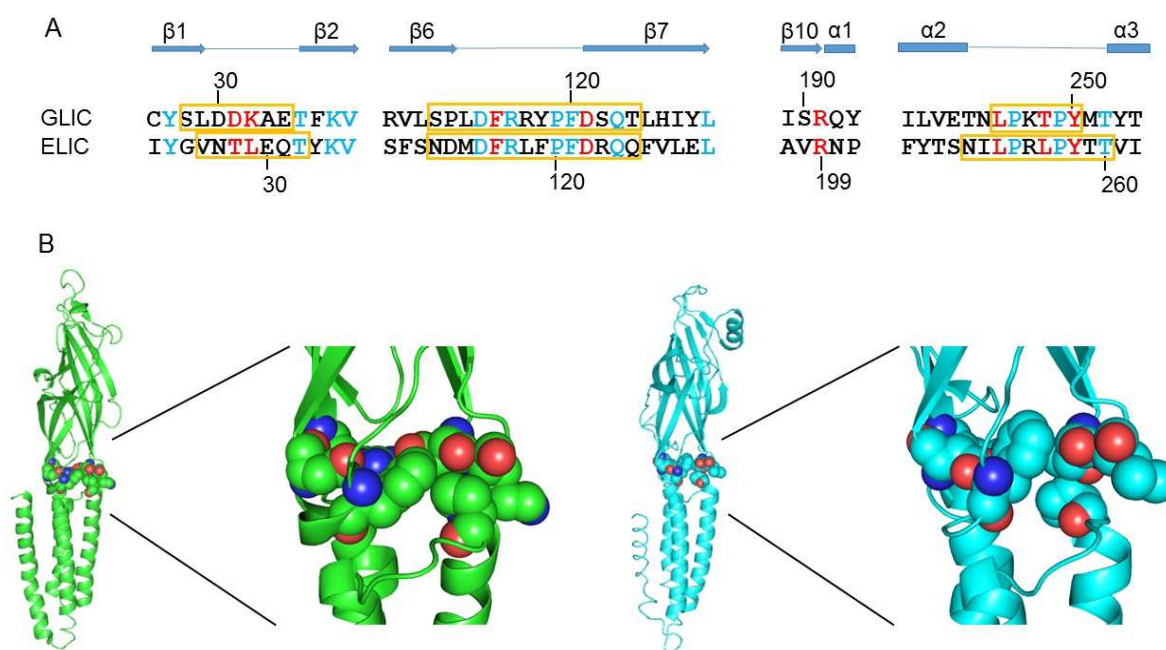 A
β1 β2 β6 β7 β10 α1 α2 α3
30 120 190 250
GLIC CYSLDDKAETFKV RVLSPLDFRRYPFDSQTLHIYL ISRQY ILVETNLPKTPYMTYT
ELIC IYGVNTLEQTYKV SFSNDMDFRLFPFDRQQFVLEL AVRNP FYTSNILPRLPYTTVI
30 120 199 260
B